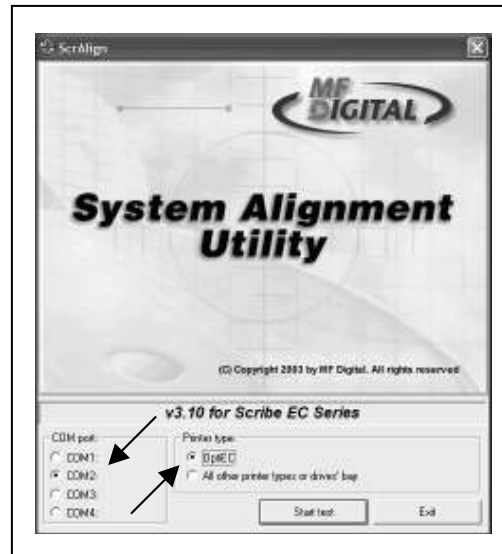 ScrAlign
MF
DIGITAL
System Alignment
Utility
(C) Copyright 2003 by MF Digital. All rights reserved
v3.10 for Scribe EC Series
COM port:
COM1:
COM2:
COM3:
COM4:
Printer type:
OptEC
All other printer types or drives' bay
Start test
Exit